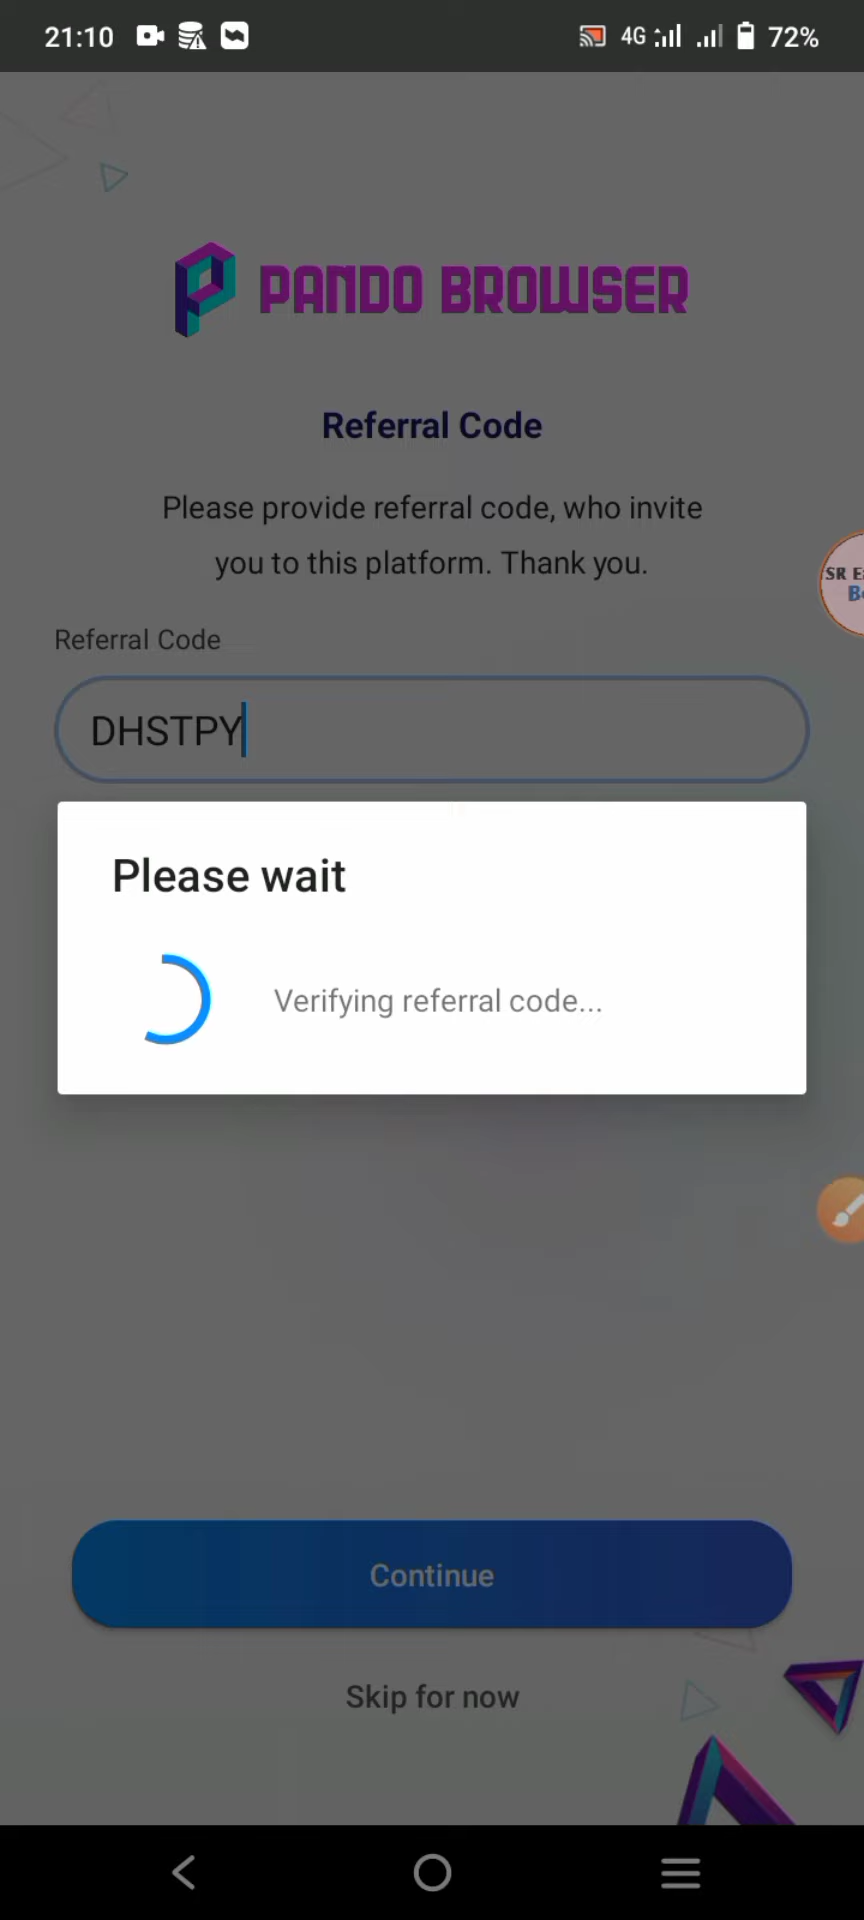 21:10 4G 72%
PANDO BROWSER
Referral Code
Please provide referral code, who invite
you to this platform. Thank you.
SR E
B
Referral Code
DHSTPY
Please wait
Verifying referral code...
Continue
Skip for now